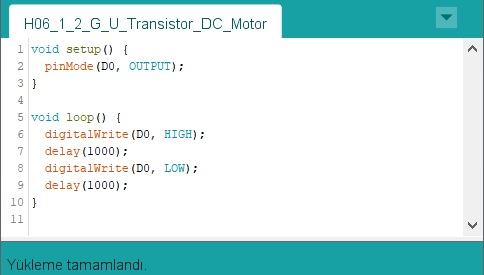 H06_1_2_G_U_Transistor_DC_Motor
1 void setup() {
2   pinMode(D0, OUTPUT);
3 }
4
5 void loop() {
6   digitalWrite(D0, HIGH);
7   delay(1000);
8   digitalWrite(D0, LOW);
9   delay(1000);
10 }
11
Yükleme tamamlandı.